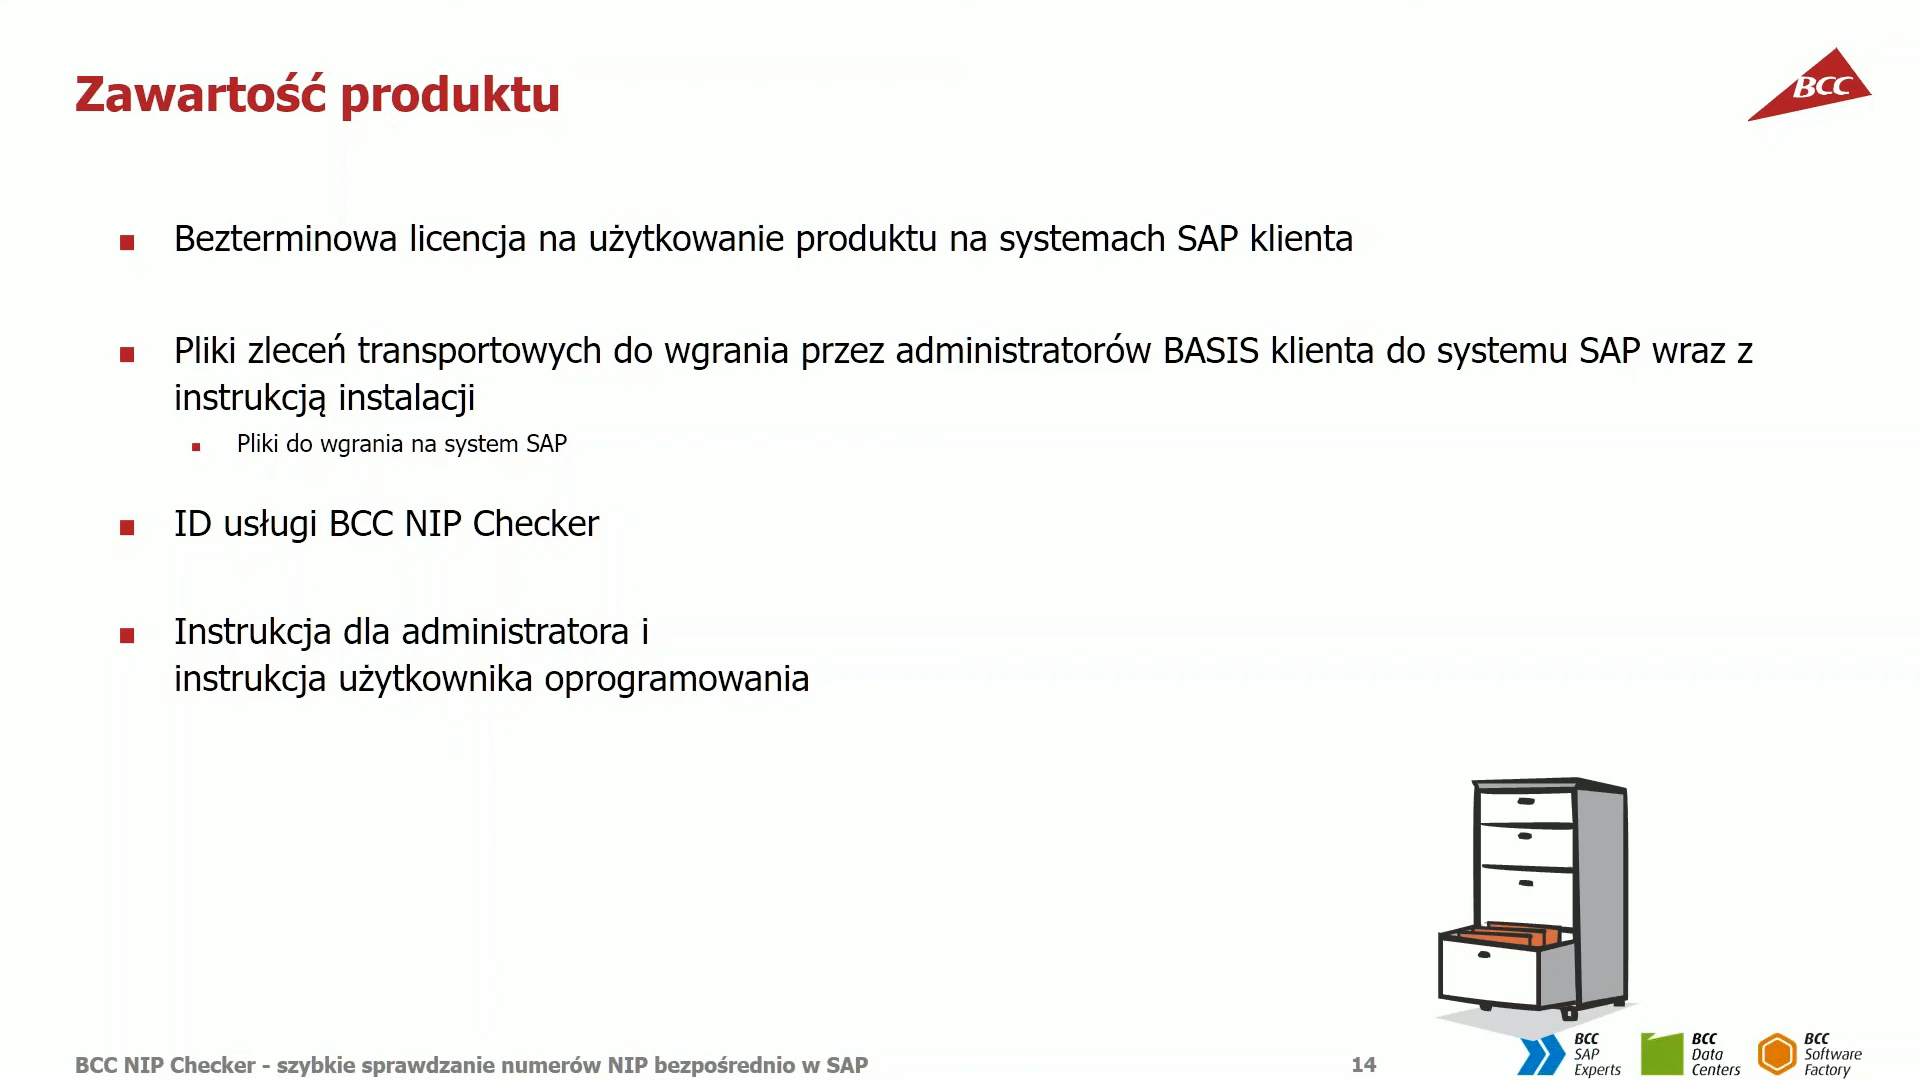 Zawartość produktu
BCC
Bezterminowa licencja na użytkowanie produktu na systemach SAP klienta
Pliki zleceń transportowych do wgrania przez administratorów BASIS klienta do systemu SAP wraz z
instrukcją instalacji
Pliki do wgrania na system SAP
ID usługi BCC NIP Checker
Instrukcja dla administratora i
instrukcja użytkownika oprogramowania
BCC NIP Checker - szybkie sprawdzanie numerów NIP bezpośrednio w SAP
14
BCC
SAP
Experts
BCC
Data
Centers
BCC
Software
Factory